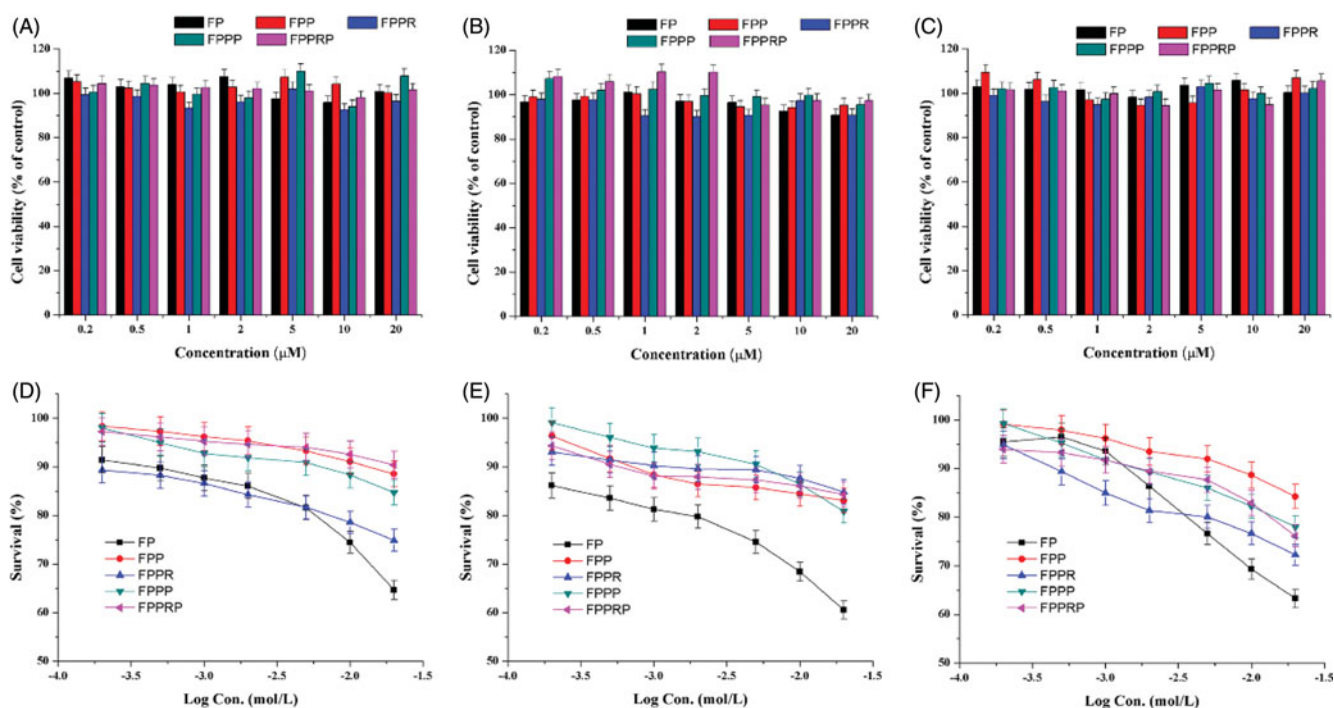 (A)
FP FPP FPPR
FPPP FPPRP
Cell viability (% of control)
120
100
80
60
40
20
0
0.2 0.5 1 2 5 10 20
Concentration (μM)
(B)
FP FPP FPPR
FPPP FPPRP
Cell viability (% of control)
120
100
80
60
40
20
0
0.2 0.5 1 2 5 10 20
Concentration (μM)
(C)
FP FPP FPPR
FPPP FPPRP
Cell viability (% of control)
120
100
80
60
40
20
0
0.2 0.5 1 2 5 10 20
Concentration (μM)
(D)
Survival (%)
100
90
80
70
60
50
FP
FPP
FPPR
FPPP
FPPRP
-4.0 -3.5 -3.0 -2.5 -2.0 -1.5
Log Con. (mol/L)
(E)
Survival (%)
100
90
80
70
60
50
FP
FPP
FPPR
FPPP
FPPRP
-4.0 -3.5 -3.0 -2.5 -2.0 -1.5
Log Con. (mol/L)
(F)
Survival (%)
100
90
80
70
60
50
FP
FPP
FPPR
FPPP
FPPRP
-4.0 -3.5 -3.0 -2.5 -2.0 -1.5
Log Con. (mol/L)